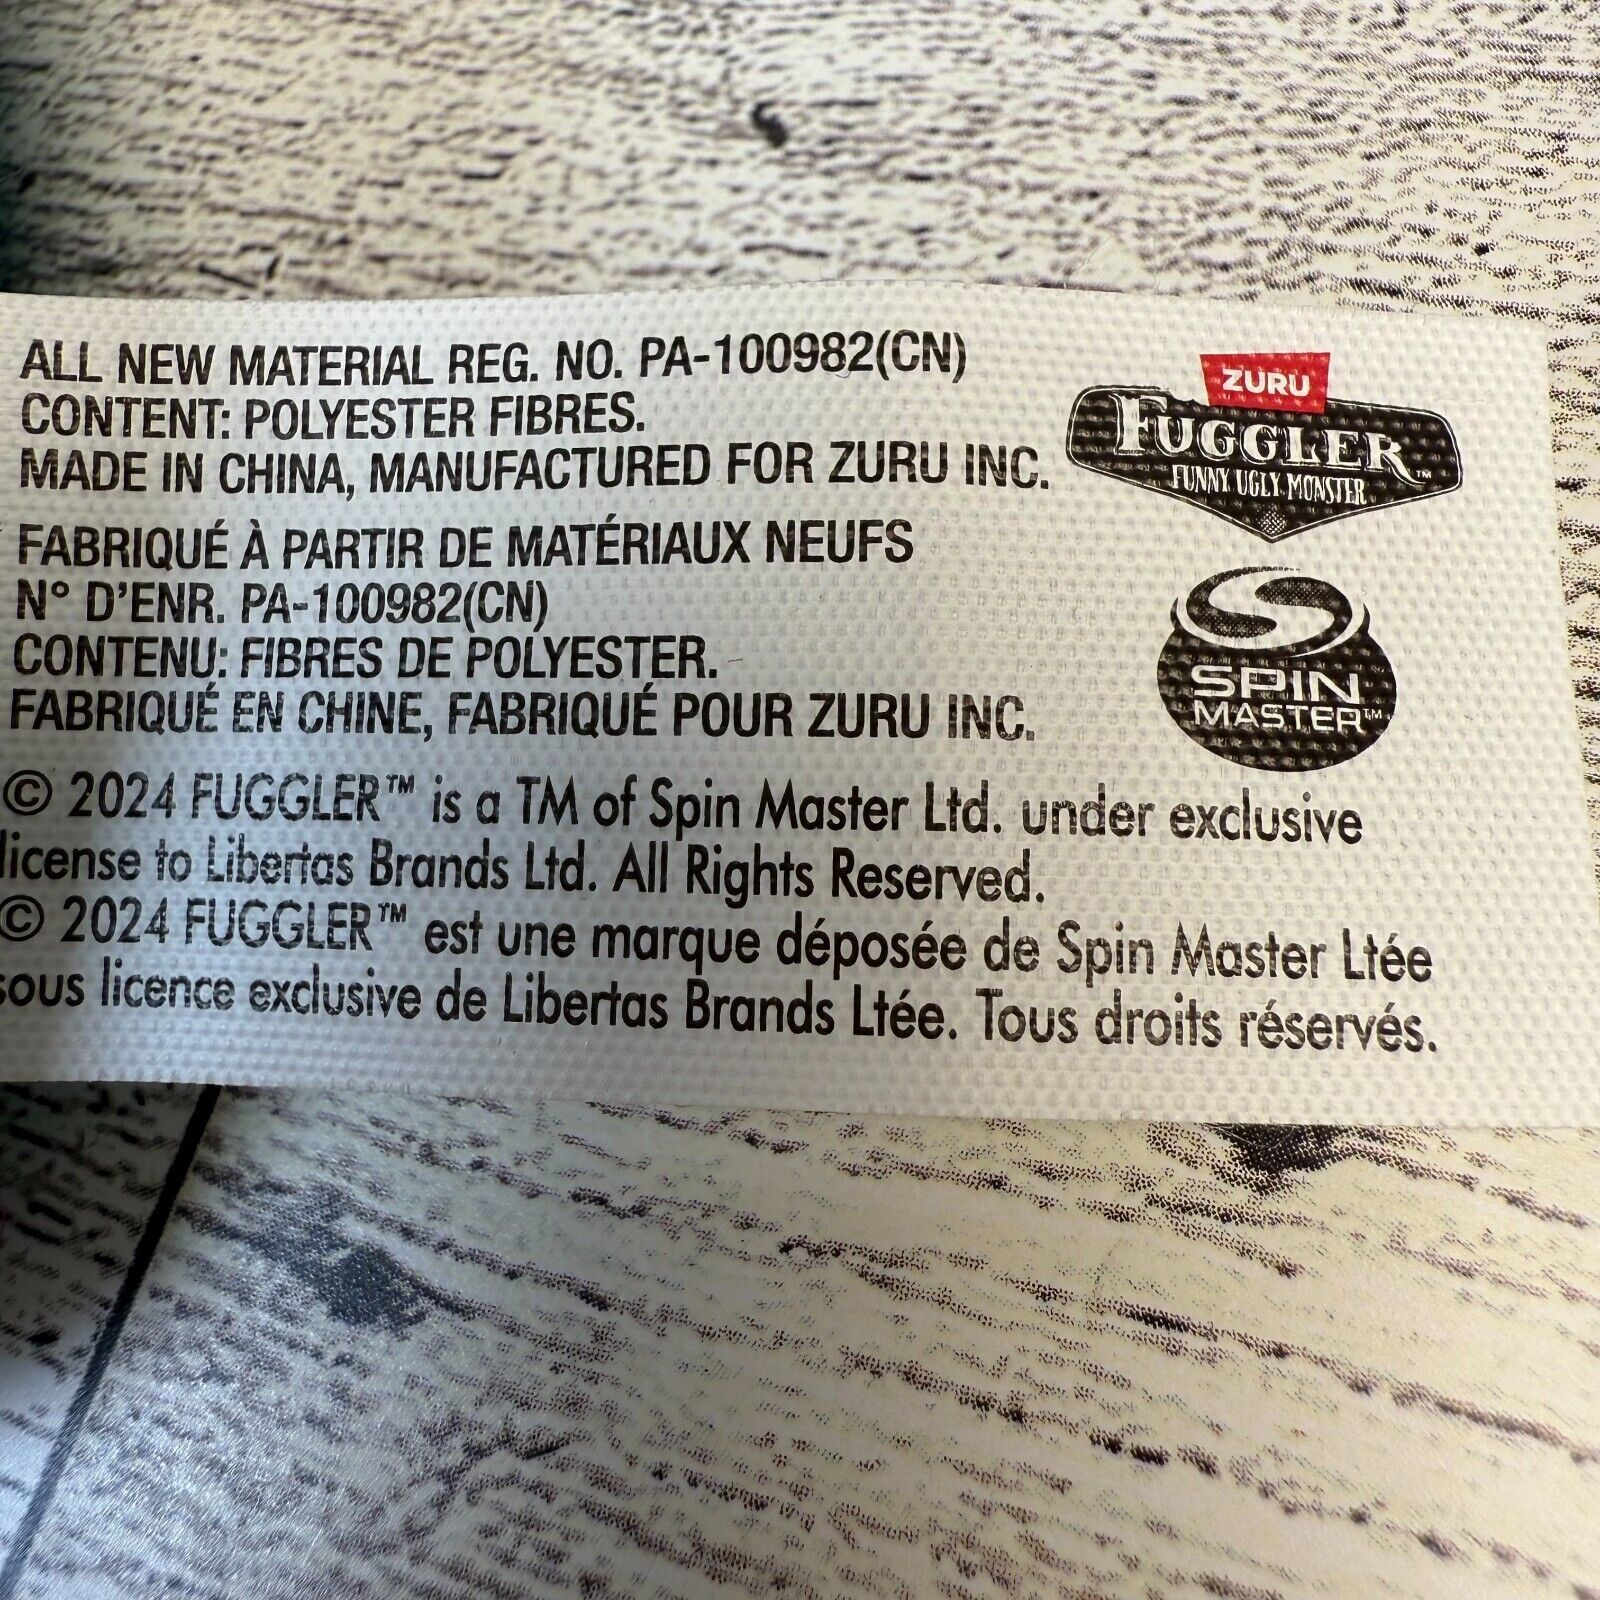 ALL NEW MATERIAL REG. NO. PA-100982(CN)
CONTENT: POLYESTER FIBRES.
MADE IN CHINA, MANUFACTURED FOR ZURU INC.
FABRIQUÉ À PARTIR DE MATÉRIAUX NEUFS
N° D'ENR. PA-100982(CN)
CONTENU: FIBRES DE POLYESTER.
FABRIQUÉ EN CHINE, FABRIQUÉ POUR ZURU INC.
ZURU
FUGGLER™
FUNNY UGLY MONSTER
SPIN
MASTER™
© 2024 FUGGLER™ is a TM of Spin Master Ltd. under exclusive
license to Libertas Brands Ltd. All Rights Reserved.
© 2024 FUGGLER™ est une marque déposée de Spin Master Ltée
sous licence exclusive de Libertas Brands Ltée. Tous droits réservés.